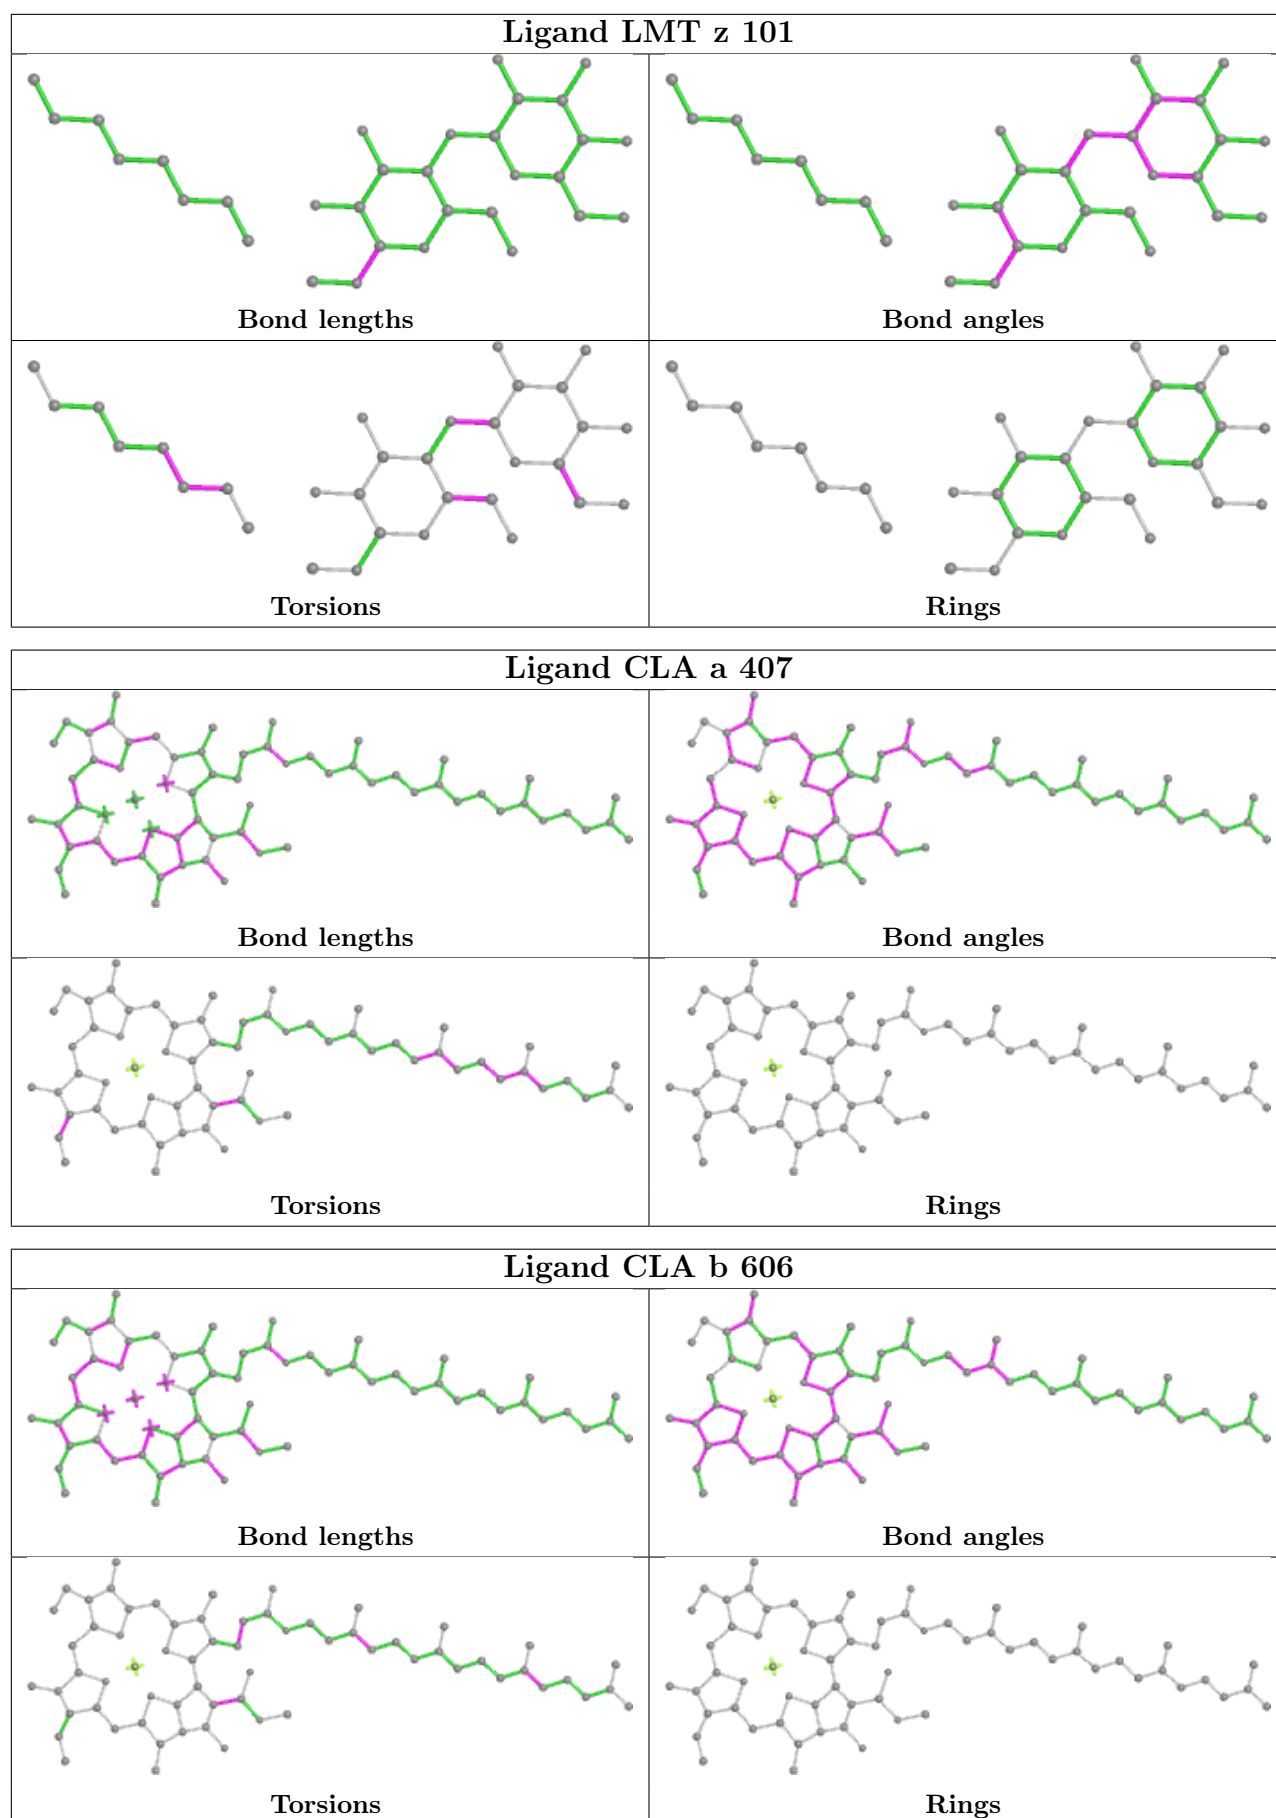 Ligand LMT z 101
Bond lengths
Bond angles
Torsions
Rings
Ligand CLA a 407
Bond lengths
Bond angles
Torsions
Rings
Ligand CLA b 606
Bond lengths
Bond angles
Torsions
Rings